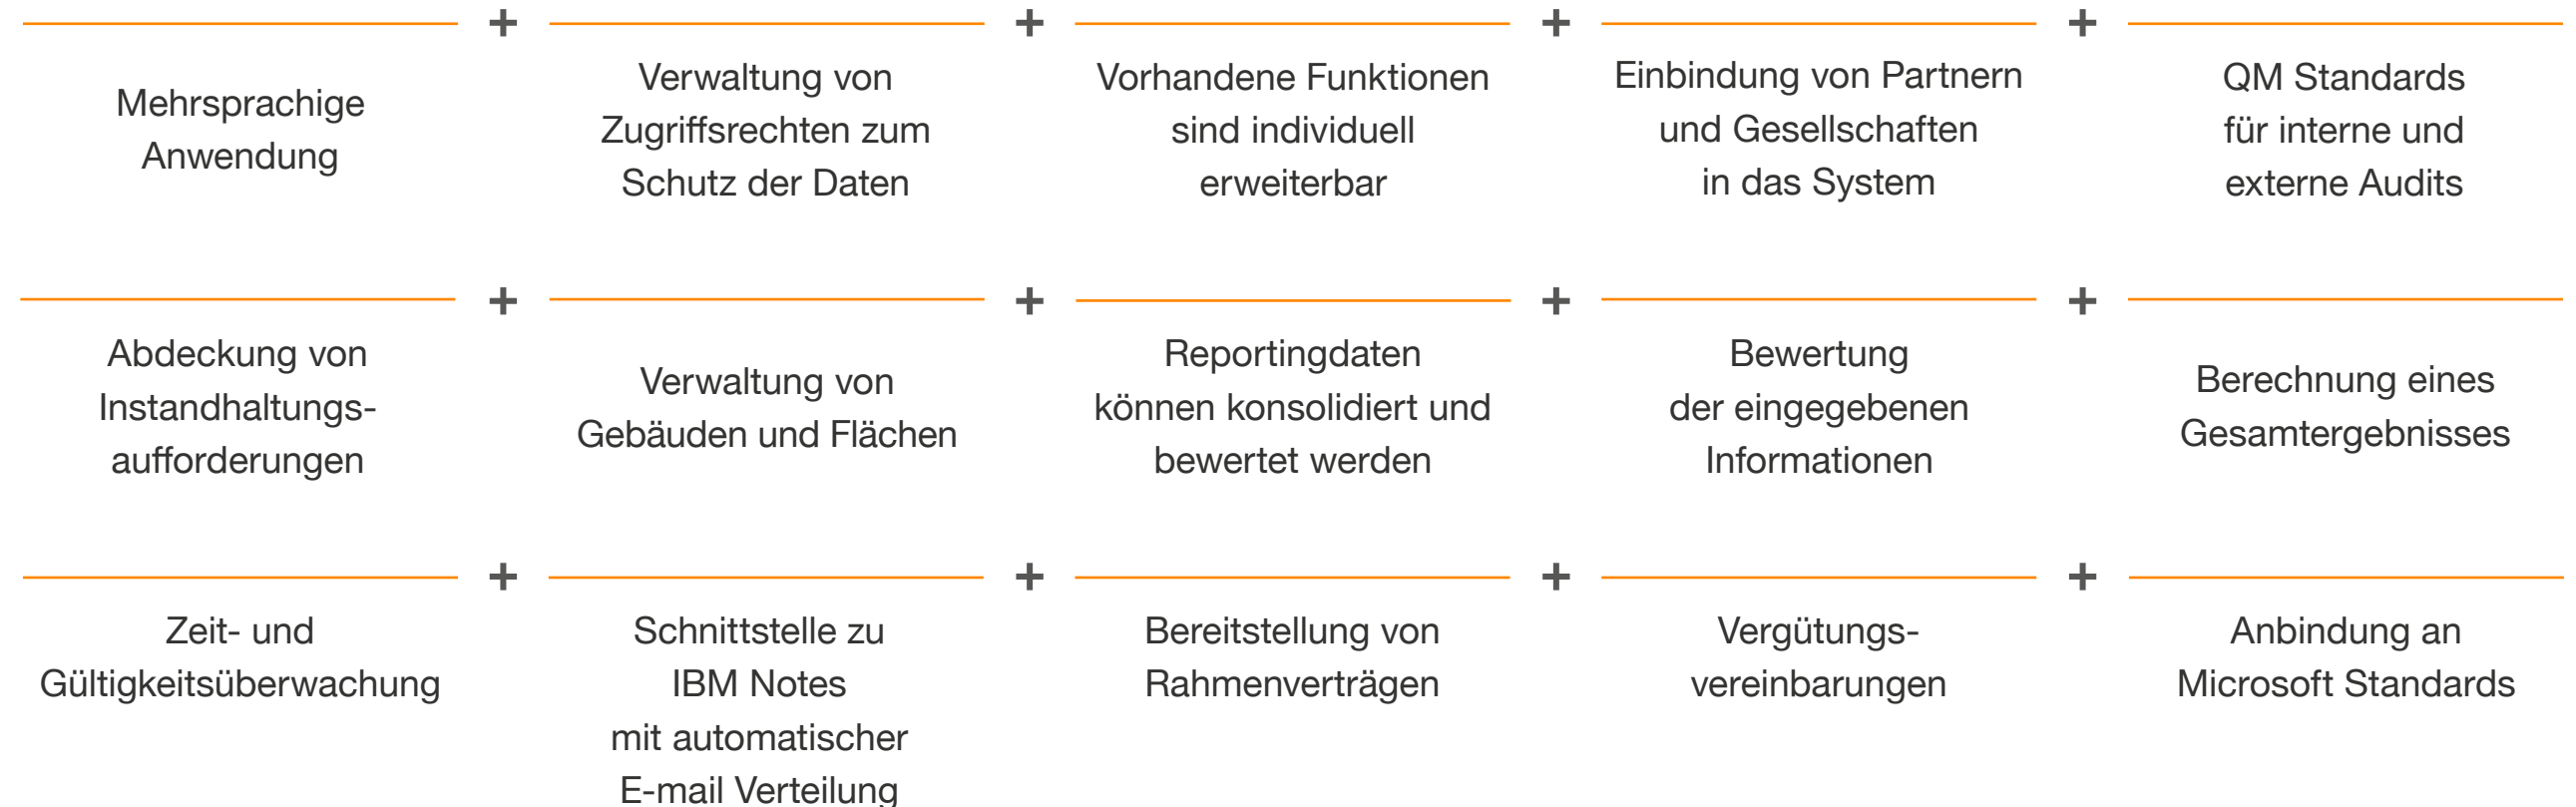 Mehrsprachige
Anwendung
Verwaltung von
Zugriffsrechten zum
Schutz der Daten
Vorhandene Funktionen
sind individuell
erweiterbar
Einbindung von Partnern
und Gesellschaften
in das System
QM Standards
für interne und
externe Audits
Abdeckung von
Instandhaltungs-
aufforderungen
Verwaltung von
Gebäuden und Flächen
Reportingdaten
können konsolidiert und
bewertet werden
Bewertung
der eingegebenen
Informationen
Berechnung eines
Gesamtergebnisses
Zeit- und
Gültigkeitsüberwachung
Schnittstelle zu
IBM Notes
mit automatischer
E-mail Verteilung
Bereitstellung von
Rahmenverträgen
Vergütungs-
vereinbarungen
Anbindung an
Microsoft Standards